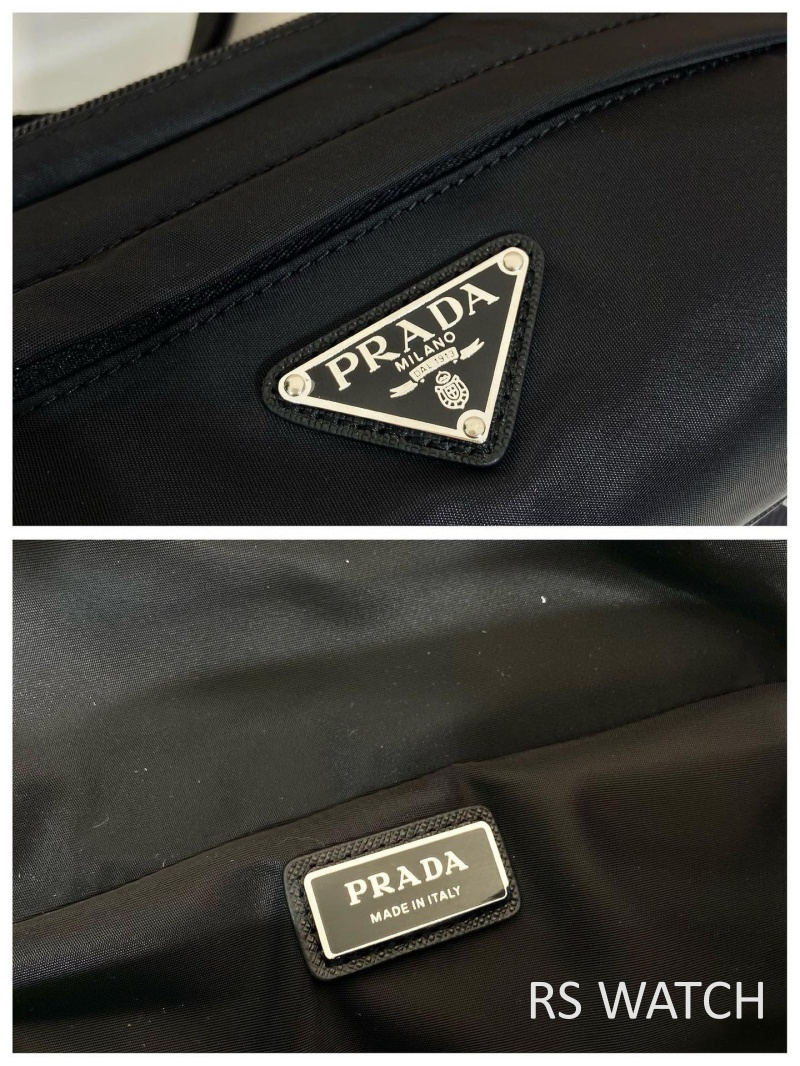 PRADA
MILANO
DAL 1913
PRADA
MADE IN ITALY
RS WATCH